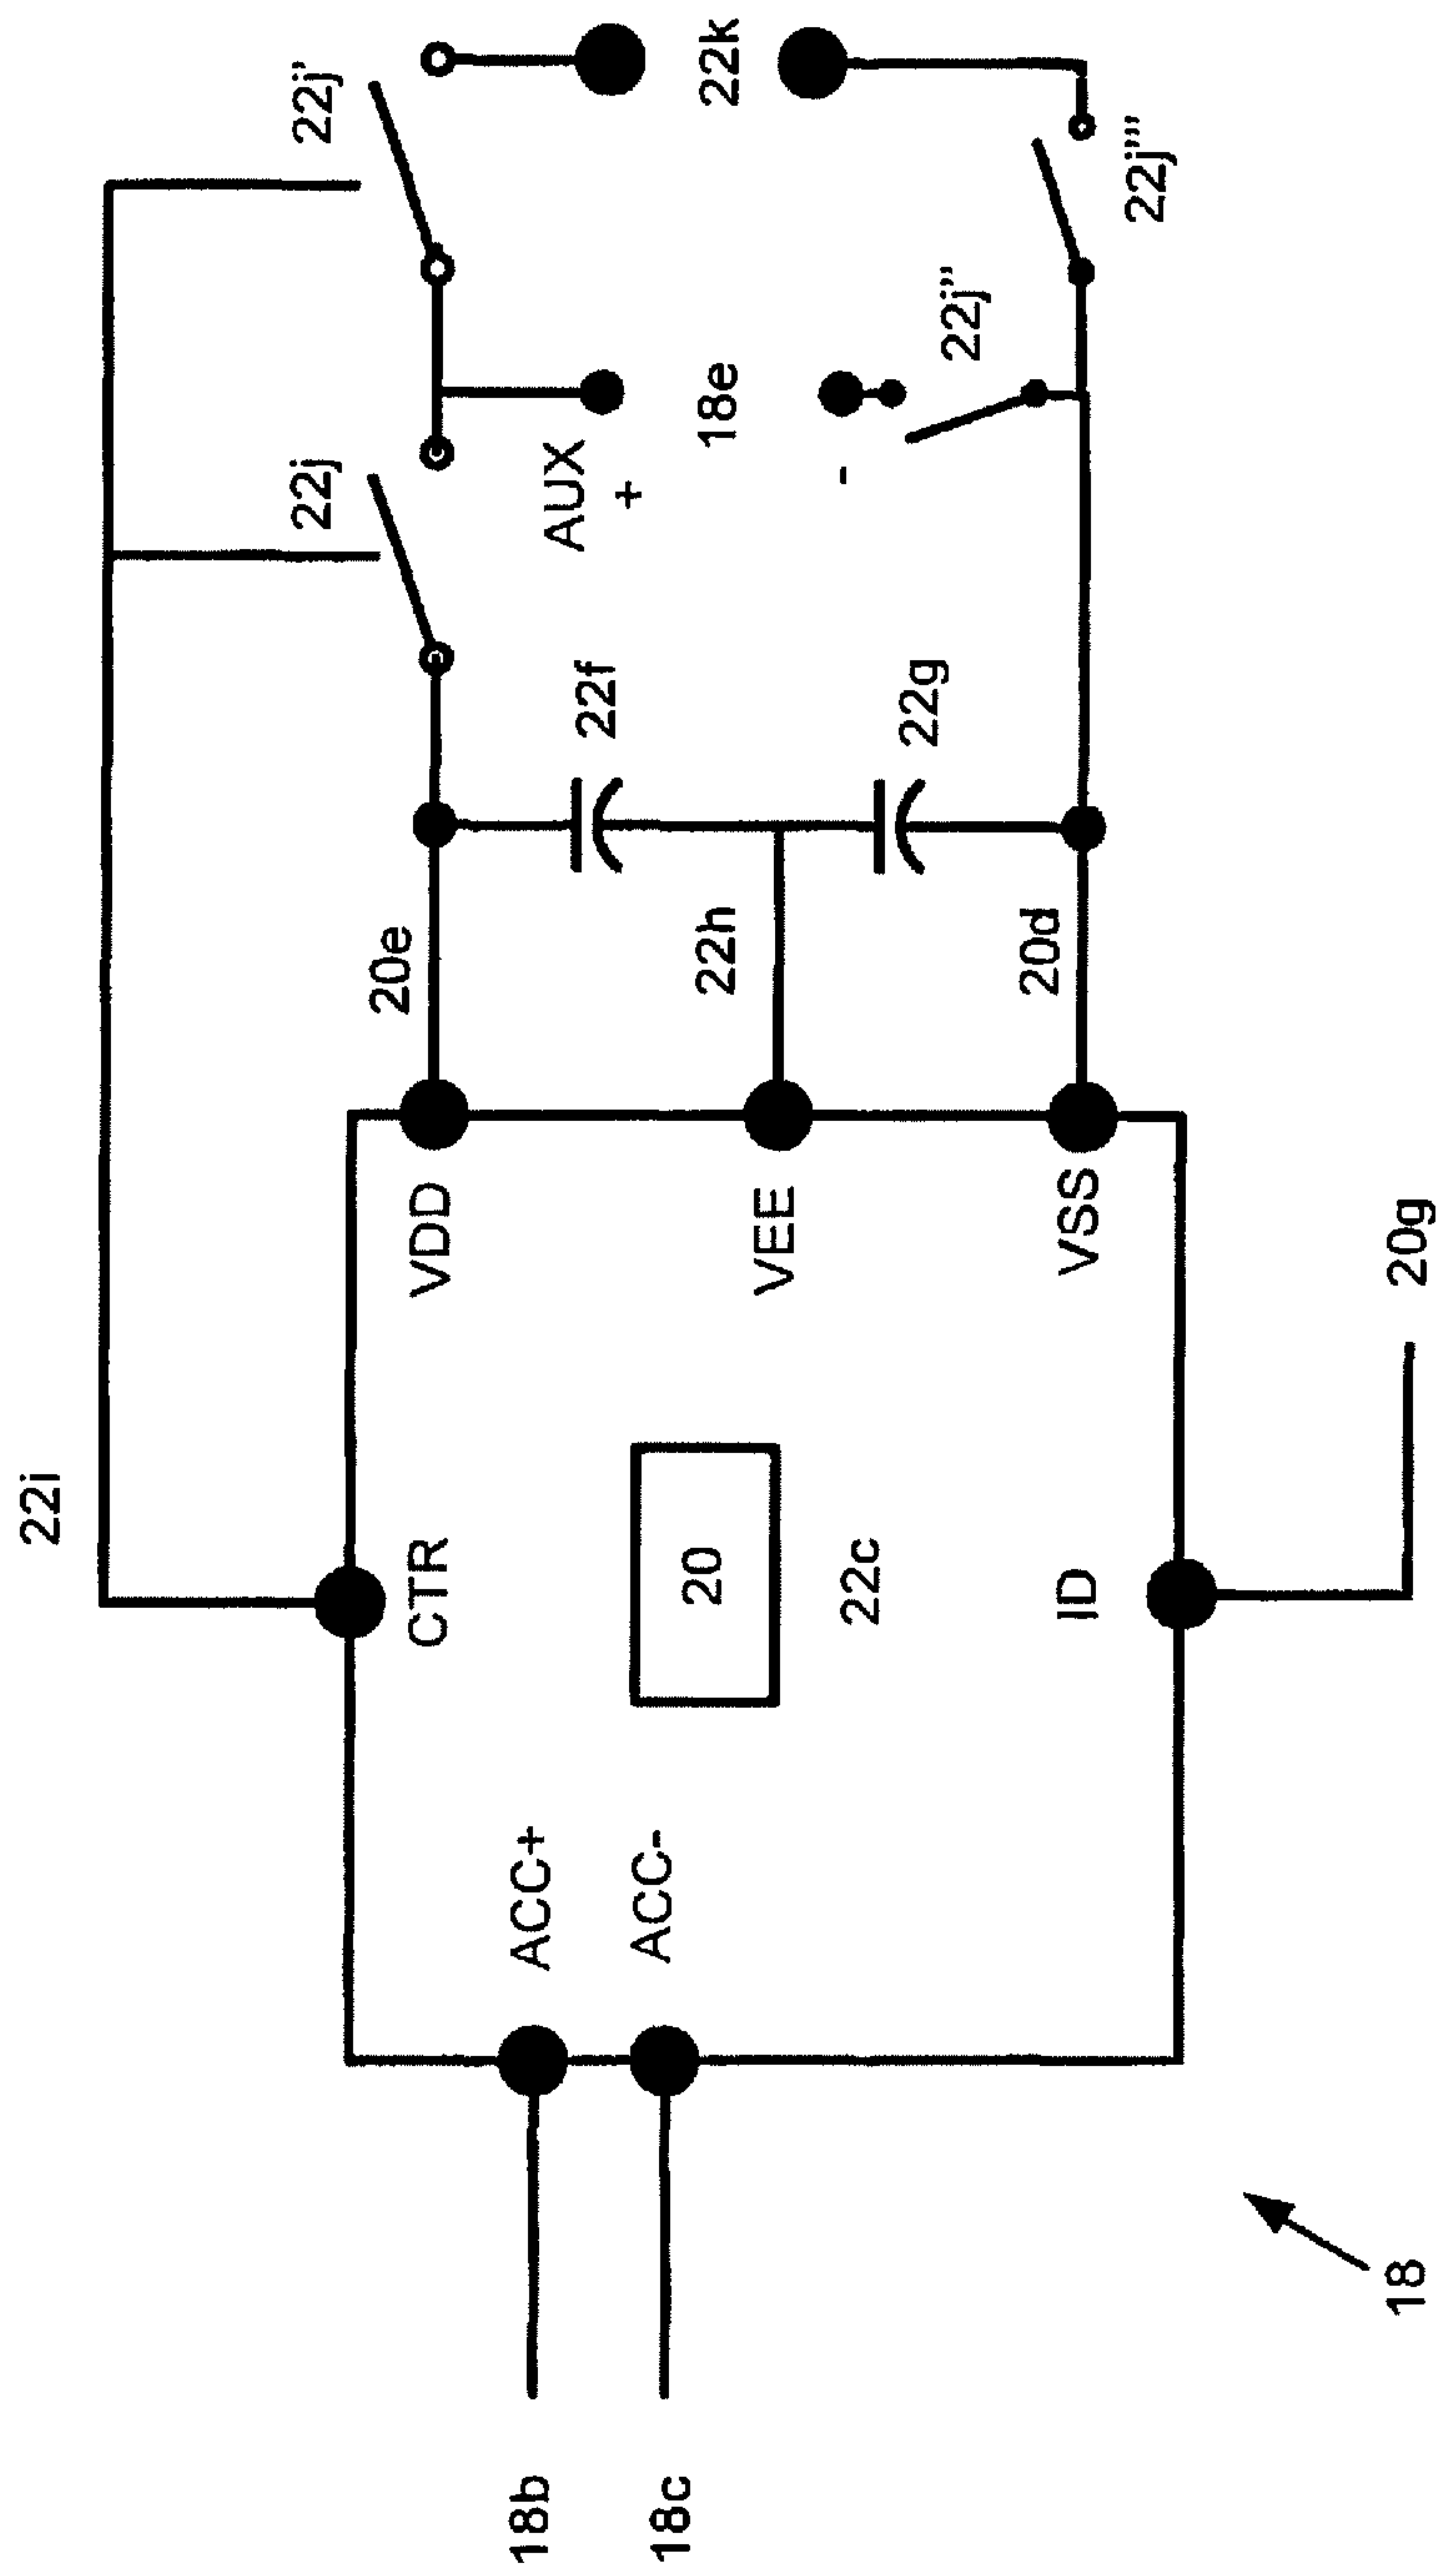 22i
22j
22j'
20e
22f
AUX
+
18e
22k
22h
22g
-
22j''
20d
22j'''
CTR
VDD
ACC+
ACC-
20
22c
VEE
ID
VSS
18b
18c
20g
18